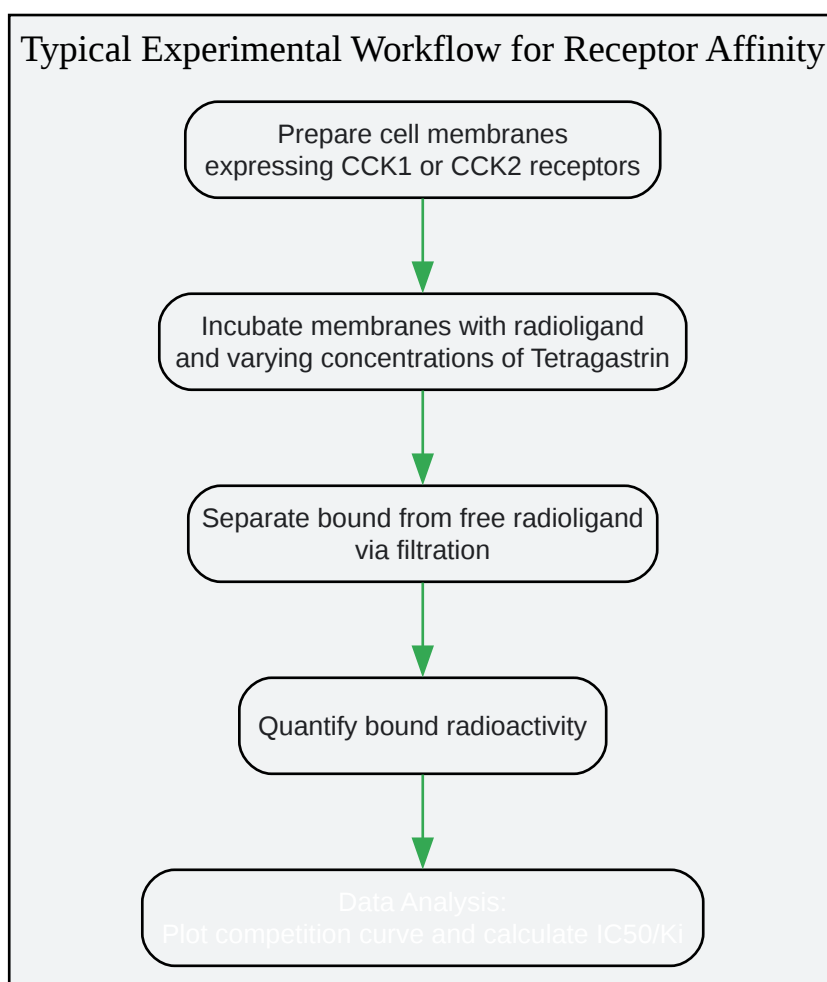 Typical Experimental Workflow for Receptor Affinity
Prepare cell membranes
expressing CCK1 or CCK2 receptors
Incubate membranes with radioligand
and varying concentrations of Tetragastrin
Separate bound from free radioligand
via filtration
Quantify bound radioactivity
Data Analysis:
Plot competition curve and calculate IC50/Ki